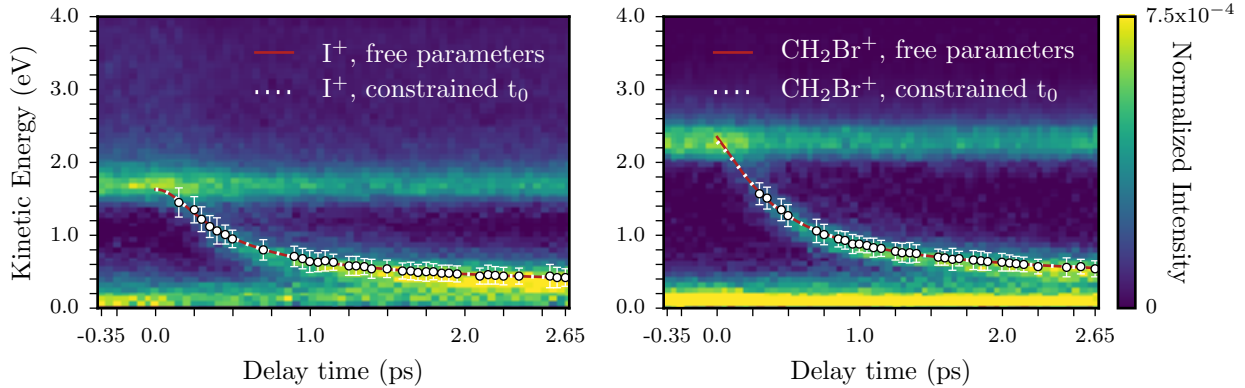 4.0
3.0
2.0
1.0
0.0
Kinetic Energy (eV)
I⁺, free parameters
I⁺, constrained t₀
-0.35
0.0
1.0
2.0
2.65
Delay time (ps)
4.0
3.0
2.0
1.0
0.0
CH₂Br⁺, free parameters
CH₂Br⁺, constrained t₀
-0.35
0.0
1.0
2.0
2.65
Delay time (ps)
7.5x10⁻⁴
Normalized Intensity
0